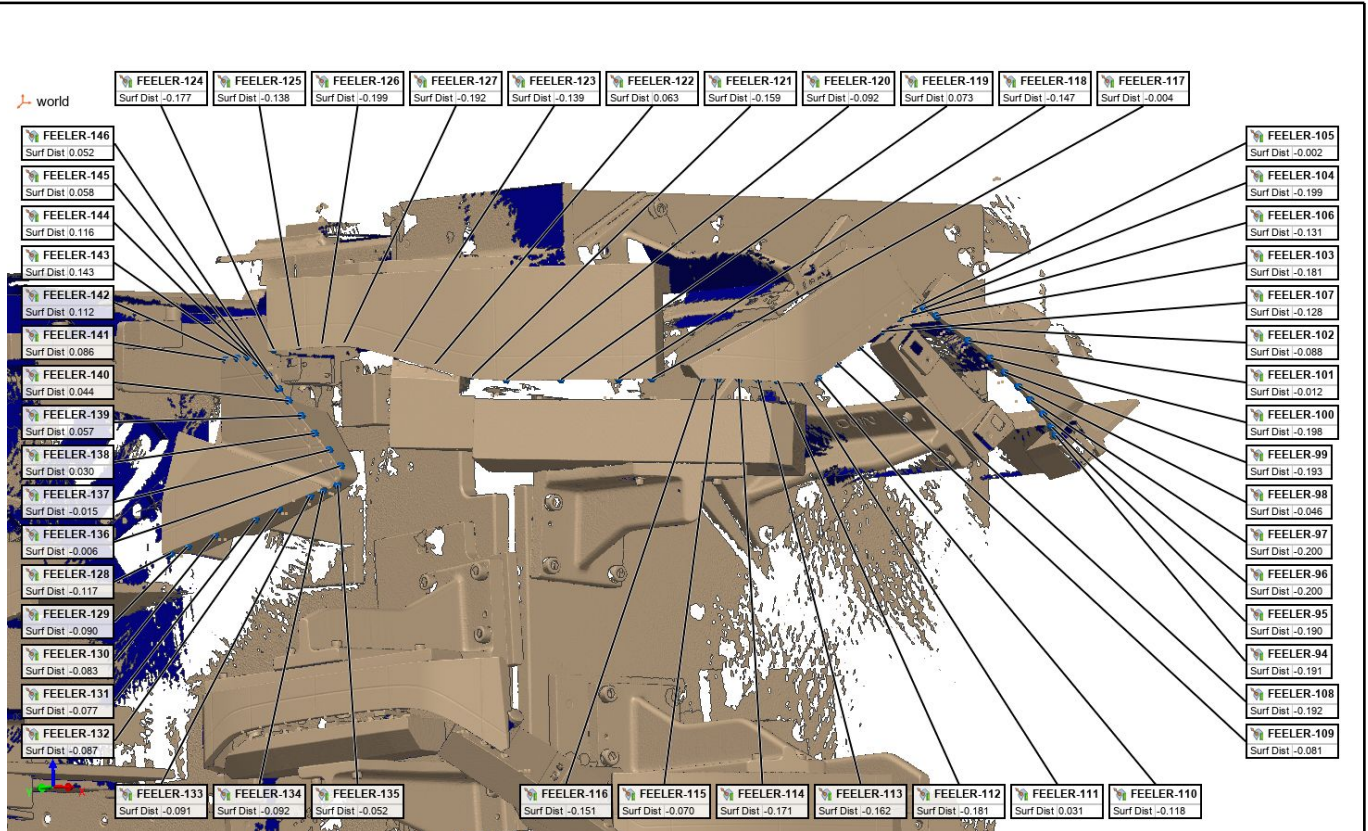 FEELER-124 FEELER-125 FEELER-126 FEELER-127 FEELER-123 FEELER-122 FEELER-121 FEELER-120 FEELER-119 FEELER-118 FEELER-117
Surf Dist -0.177 Surf Dist -0.138 Surf Dist -0.199 Surf Dist -0.192 Surf Dist -0.139 Surf Dist 0.063 Surf Dist -0.159 Surf Dist -0.092 Surf Dist 0.073 Surf Dist -0.147 Surf Dist -0.004
world
FEELER-146
Surf Dist 0.052
FEELER-145
Surf Dist 0.058
FEELER-144
Surf Dist 0.116
FEELER-143
Surf Dist 0.143
FEELER-142
Surf Dist 0.112
FEELER-141
Surf Dist 0.086
FEELER-140
Surf Dist 0.044
FEELER-139
Surf Dist 0.057
FEELER-138
Surf Dist 0.030
FEELER-137
Surf Dist -0.015
FEELER-136
Surf Dist -0.006
FEELER-128
Surf Dist -0.117
FEELER-129
Surf Dist -0.090
FEELER-130
Surf Dist -0.083
FEELER-131
Surf Dist -0.077
FEELER-132
Surf Dist -0.087
FEELER-105
Surf Dist -0.002
FEELER-104
Surf Dist -0.199
FEELER-106
Surf Dist -0.131
FEELER-103
Surf Dist -0.181
FEELER-107
Surf Dist -0.128
FEELER-102
Surf Dist -0.088
FEELER-101
Surf Dist -0.012
FEELER-100
Surf Dist -0.198
FEELER-99
Surf Dist -0.193
FEELER-98
Surf Dist -0.046
FEELER-97
Surf Dist -0.200
FEELER-96
Surf Dist -0.200
FEELER-95
Surf Dist -0.190
FEELER-94
Surf Dist -0.191
FEELER-108
Surf Dist -0.192
FEELER-109
Surf Dist -0.081
FEELER-133 FEELER-134 FEELER-135 FEELER-116 FEELER-115 FEELER-114 FEELER-113 FEELER-112 FEELER-111 FEELER-110
Surf Dist -0.091 Surf Dist -0.092 Surf Dist -0.052 Surf Dist -0.151 Surf Dist -0.070 Surf Dist -0.171 Surf Dist -0.162 Surf Dist -0.181 Surf Dist 0.031 Surf Dist -0.118